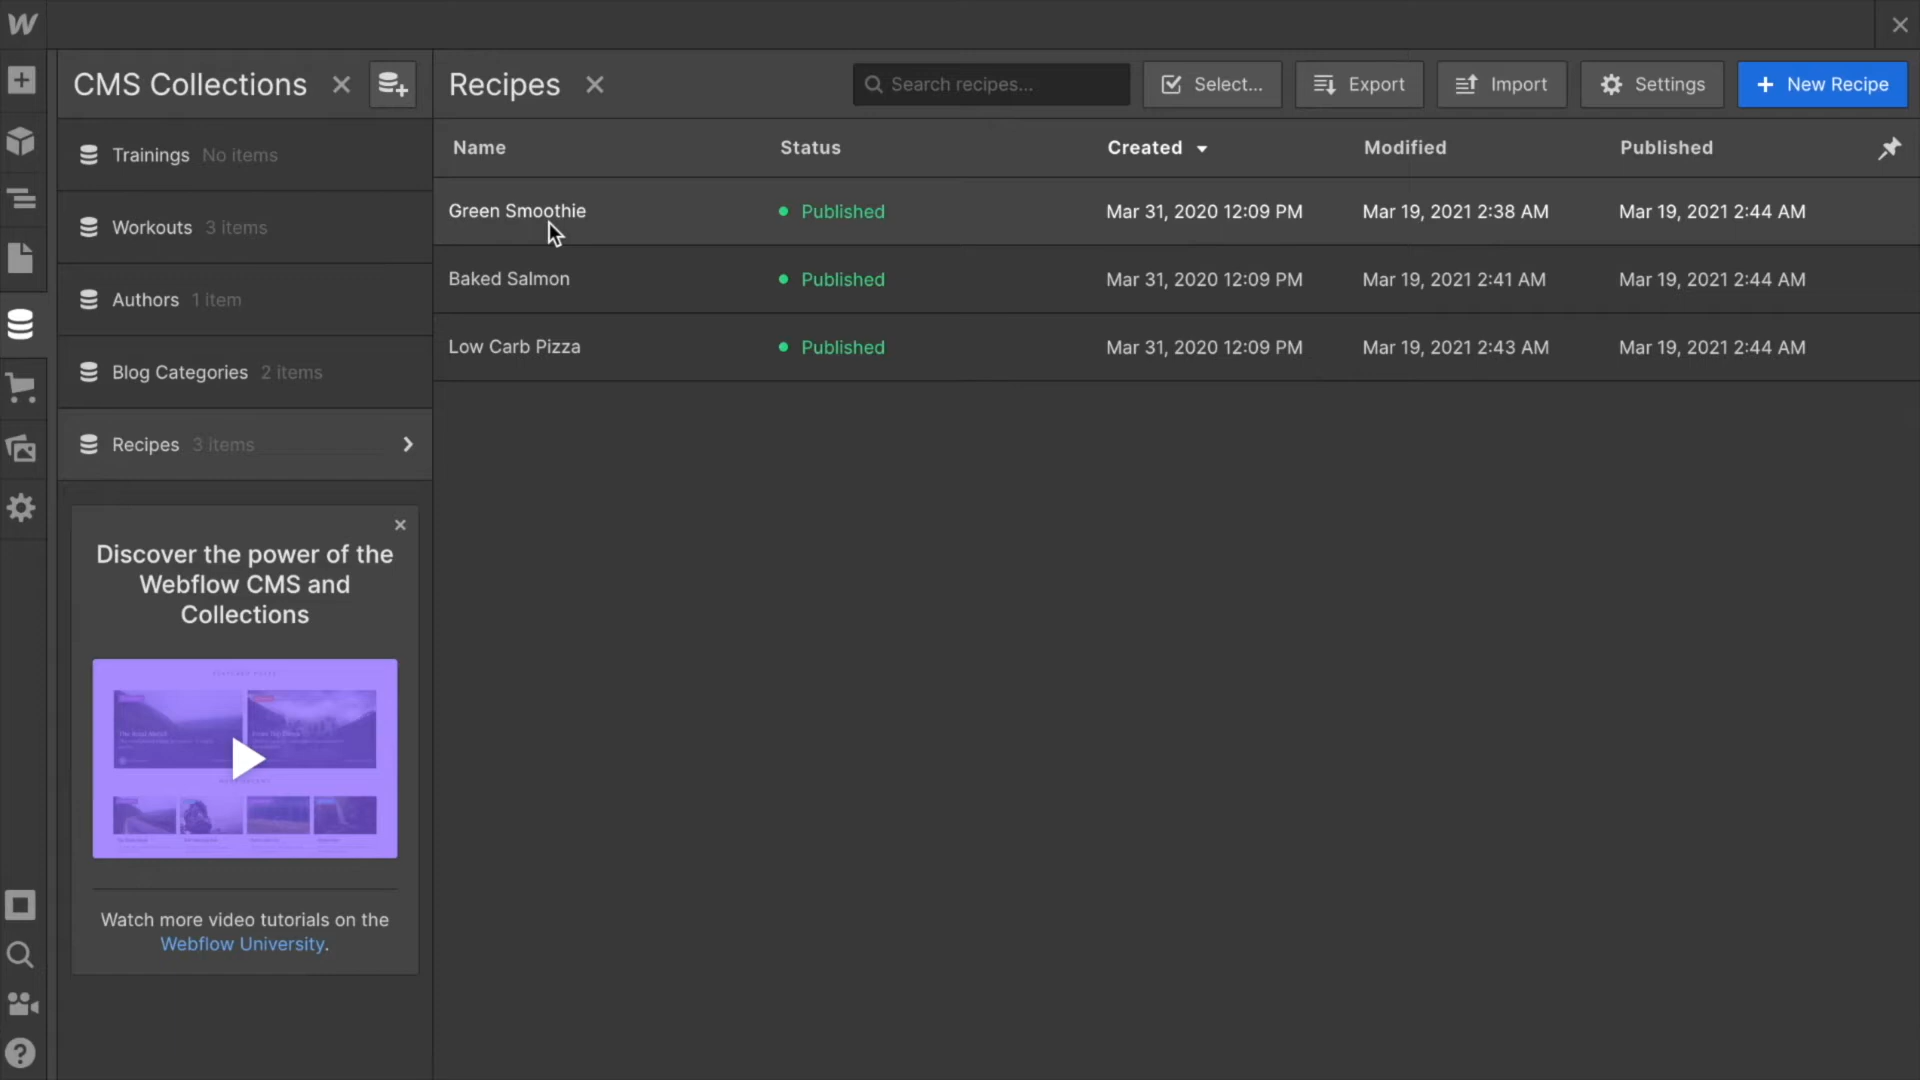 CMS Collections
Recipes
Search recipes...
Select...
Export
Import
Settings
New Recipe
Trainings No items
Workouts 3 items
Authors 1 item
Blog Categories 2 items
Recipes 3 items
Name Status Created Modified Published
Green Smoothie Published Mar 31, 2020 12:09 PM Mar 19, 2021 2:38 AM Mar 19, 2021 2:44 AM
Baked Salmon Published Mar 31, 2020 12:09 PM Mar 19, 2021 2:41 AM Mar 19, 2021 2:44 AM
Low Carb Pizza Published Mar 31, 2020 12:09 PM Mar 19, 2021 2:43 AM Mar 19, 2021 2:44 AM
Discover the power of the
Webflow CMS and
Collections
Watch more video tutorials on the
Webflow University.